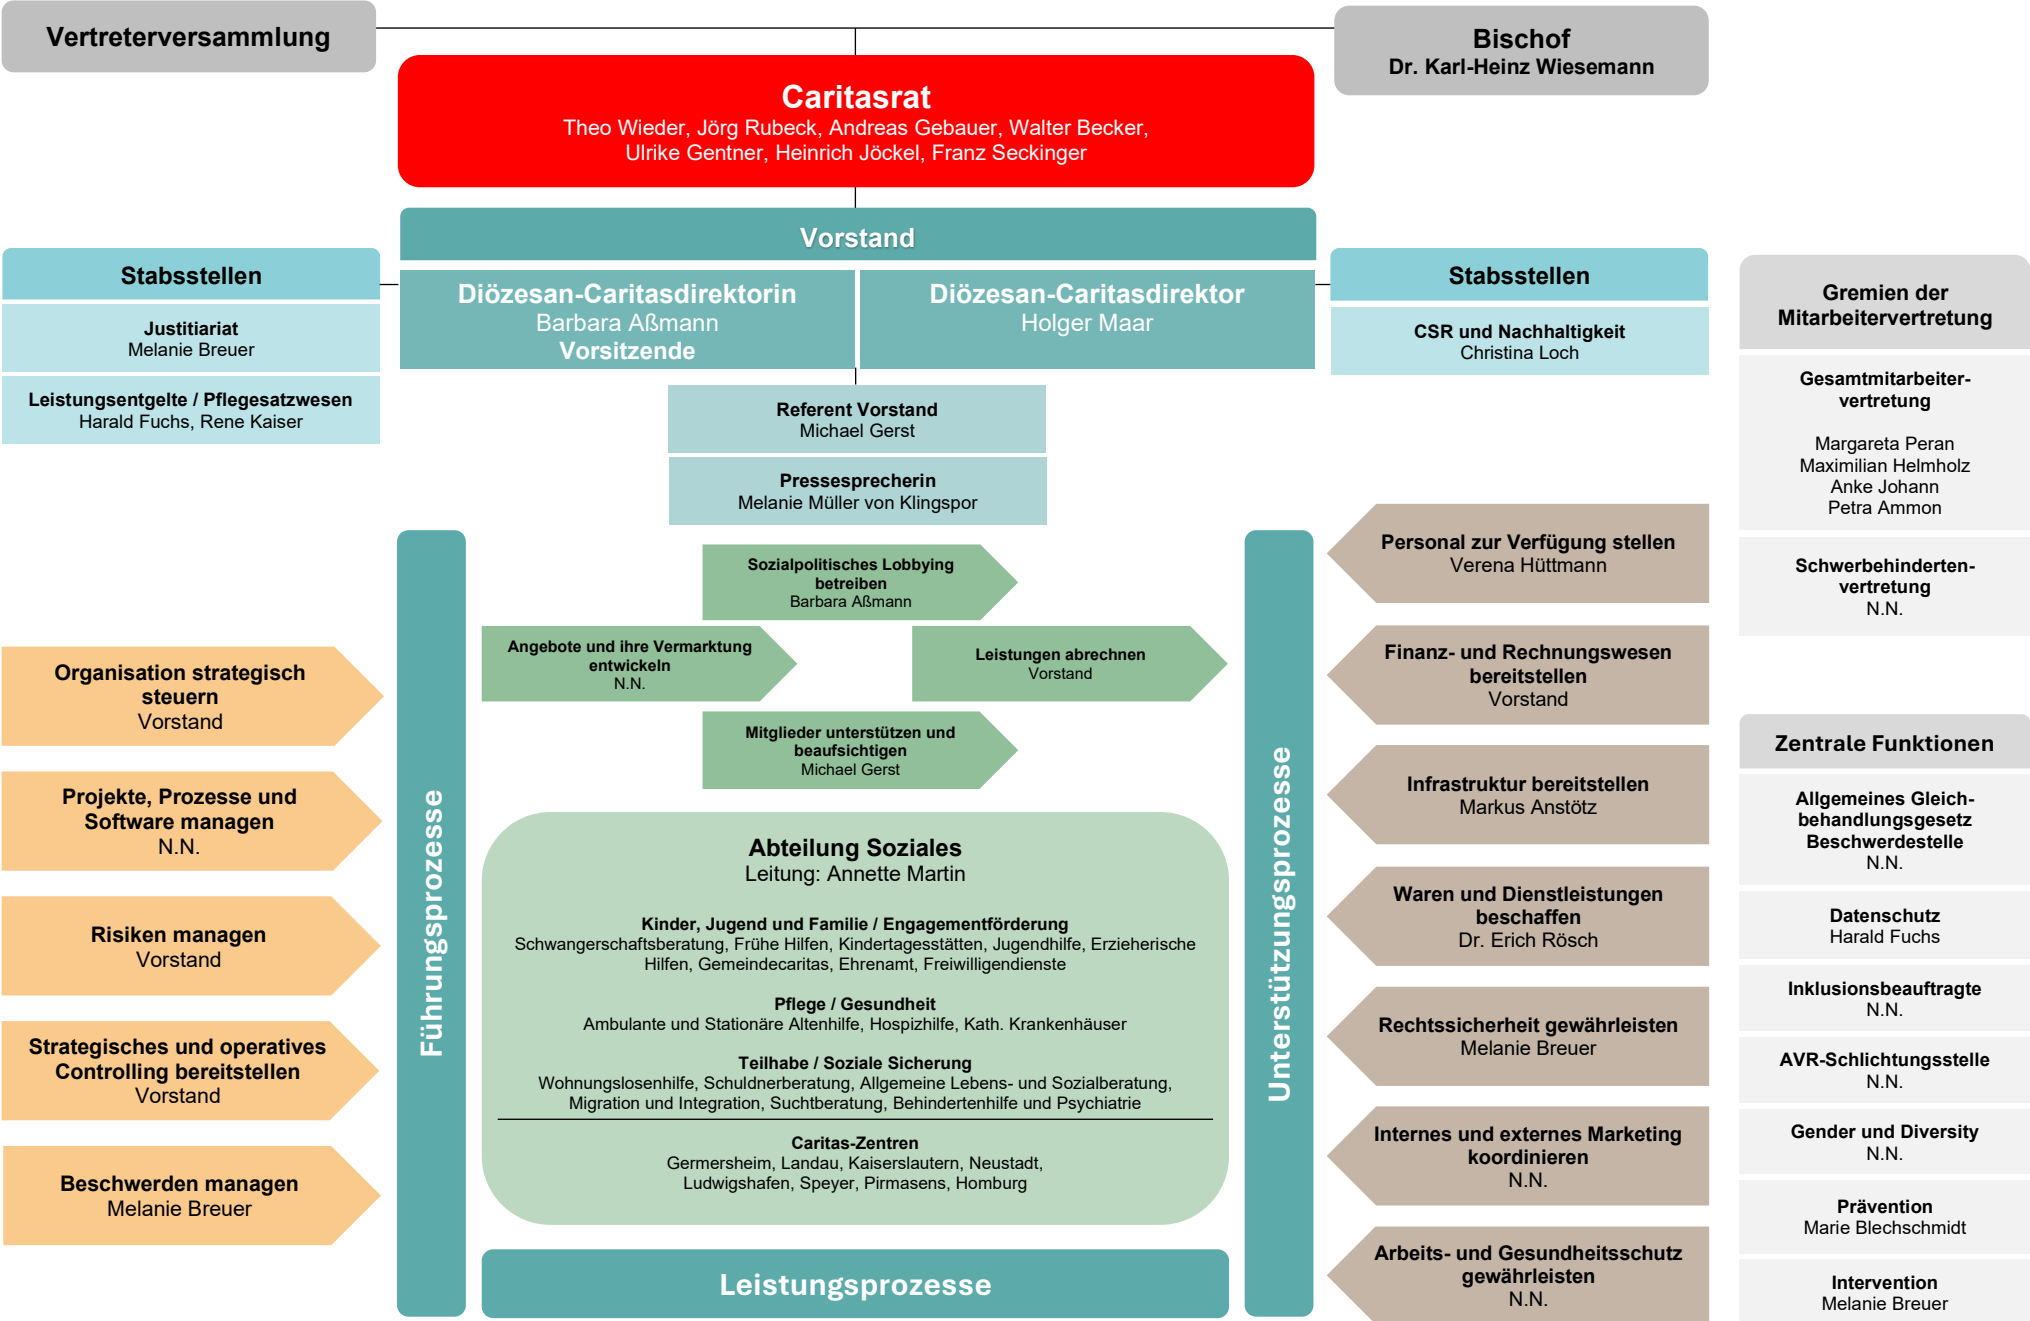 Vertreterversammlung
Bischof
Dr. Karl-Heinz Wiesemann
Caritasrat
Theo Wieder, Jörg Rubeck, Andreas Gebauer, Walter Becker,
Ulrike Gentner, Heinrich Jöckel, Franz Seckinger
Vorstand
Diözesan-Caritasdirektorin
Barbara Aßmann
Vorsitzende
Diözesan-Caritasdirektor
Holger Maar
Stabsstellen
Justitiariat
Melanie Breuer
Leistungsentgelte / Pflegesatzwesen
Harald Fuchs, Rene Kaiser
Stabsstellen
CSR und Nachhaltigkeit
Christina Loch
Referent Vorstand
Michael Gerst
Pressesprecherin
Melanie Müller von Klingspor
Gremien der
Mitarbeitervertretung
Gesamtmitarbeiter-
vertretung
Margareta Peran
Maximilian Helmholz
Anke Johann
Petra Ammon
Schwerbehinderten-
vertretung
N.N.
Organisation strategisch
steuern
Vorstand
Projekte, Prozesse und
Software managen
N.N.
Risiken managen
Vorstand
Strategisches und operatives
Controlling bereitstellen
Vorstand
Beschwerden managen
Melanie Breuer
Führungsprozesse
Sozialpolitisches Lobbying
betreiben
Barbara Aßmann
Angebote und ihre Vermarktung
entwickeln
N.N.
Leistungen abrechnen
Vorstand
Mitglieder unterstützen und
beaufsichtigen
Michael Gerst
Abteilung Soziales
Leitung: Annette Martin
Kinder, Jugend und Familie / Engagementförderung
Schwangerschaftsberatung, Frühe Hilfen, Kindertagesstätten, Jugendhilfe, Erzieherische
Hilfen, Gemeindecaritas, Ehrenamt, Freiwilligendienste
Pflege / Gesundheit
Ambulante und Stationäre Altenhilfe, Hospizhilfe, Kath. Krankenhäuser
Teilhabe / Soziale Sicherung
Wohnungslosenhilfe, Schuldnerberatung, Allgemeine Lebens- und Sozialberatung,
Migration und Integration, Suchtberatung, Behindertenhilfe und Psychiatrie
Caritas-Zentren
Germersheim, Landau, Kaiserslautern, Neustadt,
Ludwigshafen, Speyer, Pirmasens, Homburg
Leistungsprozesse
Unterstützungsprozesse
Personal zur Verfügung stellen
Verena Hüttmann
Finanz- und Rechnungswesen
bereitstellen
Vorstand
Infrastruktur bereitstellen
Markus Anstötz
Waren und Dienstleistungen
beschaffen
Dr. Erich Rösch
Rechtssicherheit gewährleisten
Melanie Breuer
Internes und externes Marketing
koordinieren
N.N.
Arbeits- und Gesundheitsschutz
gewährleisten
N.N.
Zentrale Funktionen
Allgemeines Gleich-
behandlungsgesetz
Beschwerdestelle
N.N.
Datenschutz
Harald Fuchs
Inklusionsbeauftragte
N.N.
AVR-Schlichtungsstelle
N.N.
Gender und Diversity
N.N.
Prävention
Marie Blechschmidt
Intervention
Melanie Breuer